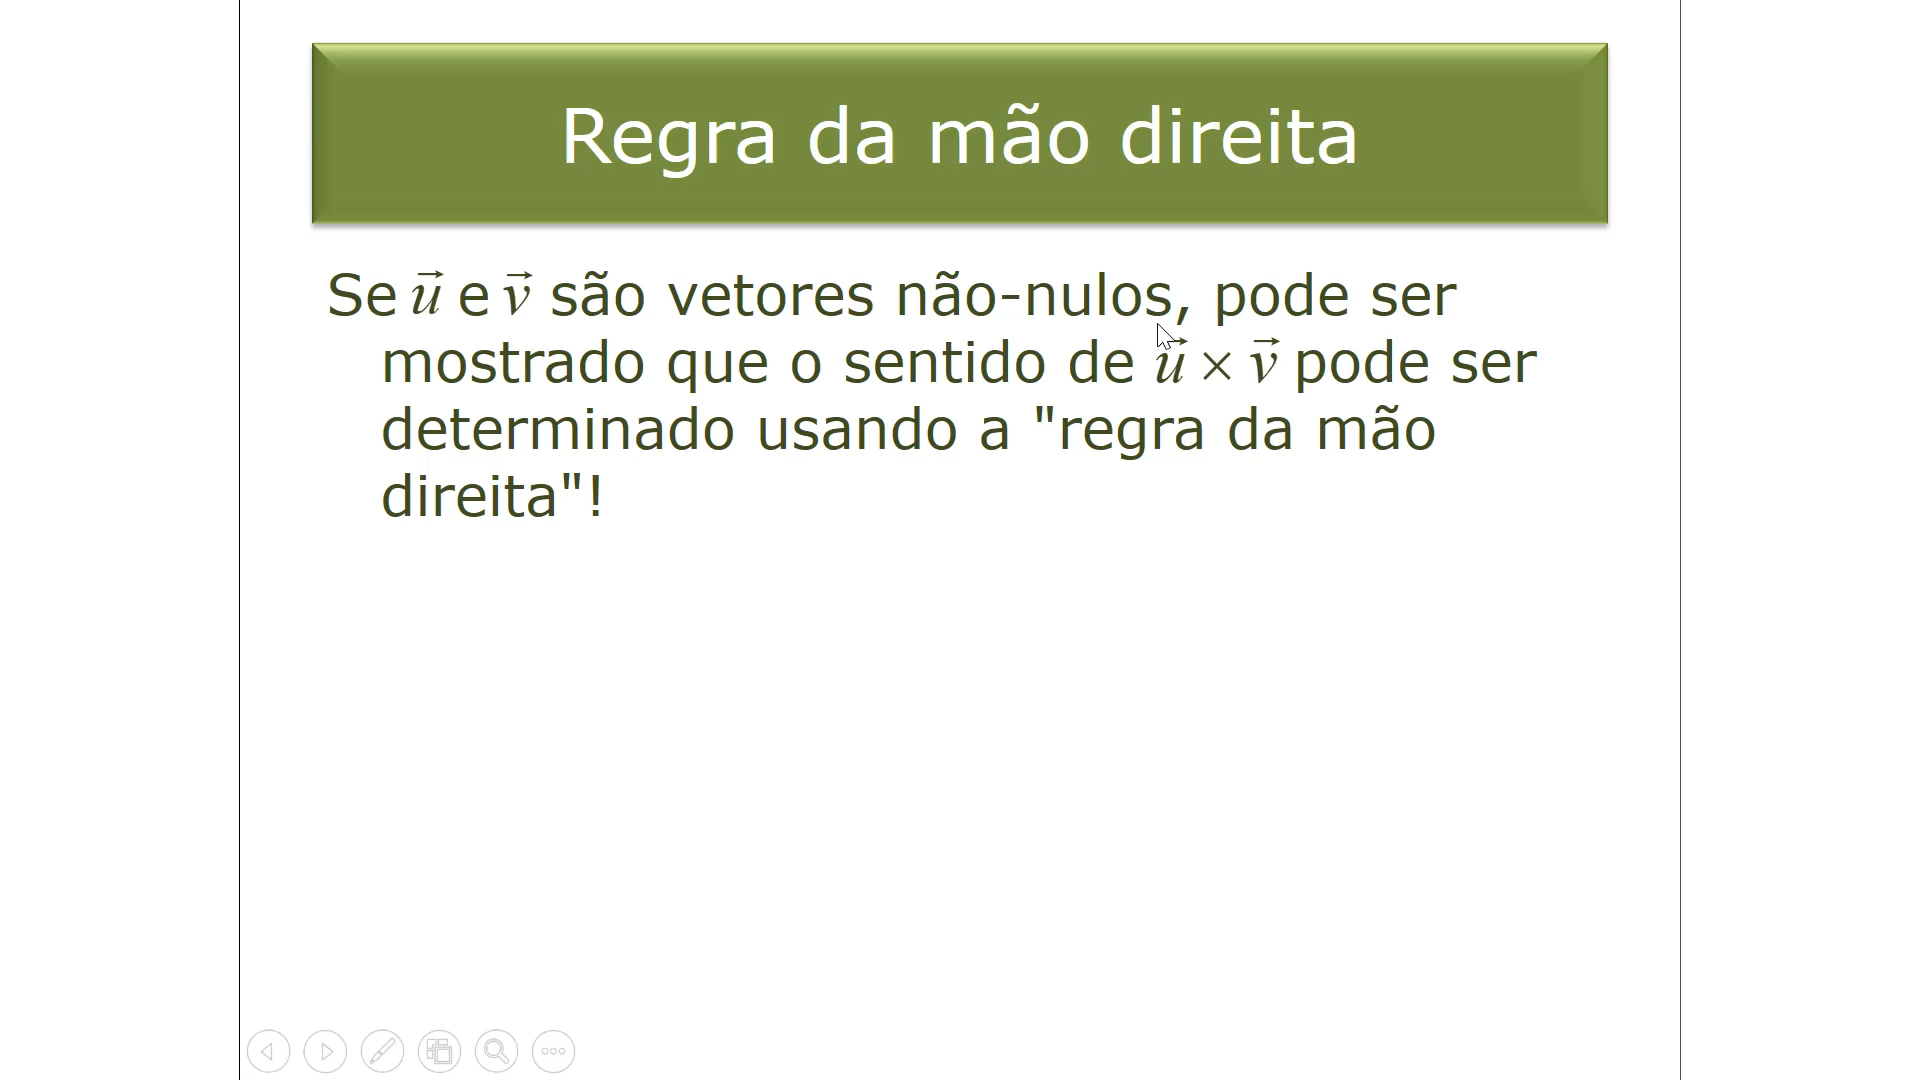 Regra da mão direita
Se u⃗ e v⃗ são vetores não-nulos, pode ser
mostrado que o sentido de u⃗ × v⃗ pode ser
determinado usando a "regra da mão
direita"!